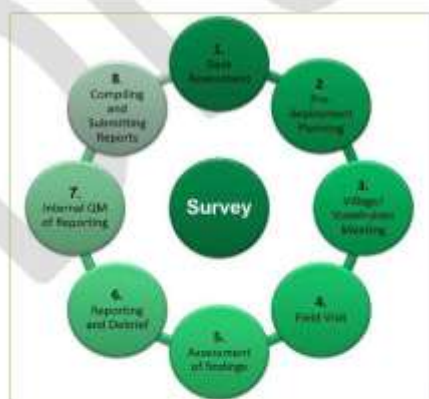 1.
Desk
Assessment
2.
Pre
Assessment
Planning
3.
Village/
Stakeholder
Meeting
4.
Field Visit
5.
Assessment
of findings
6.
Reporting
and Debrief
7.
Internal QM
of Reporting
8.
Compiling
and
Submitting
Reports
Survey